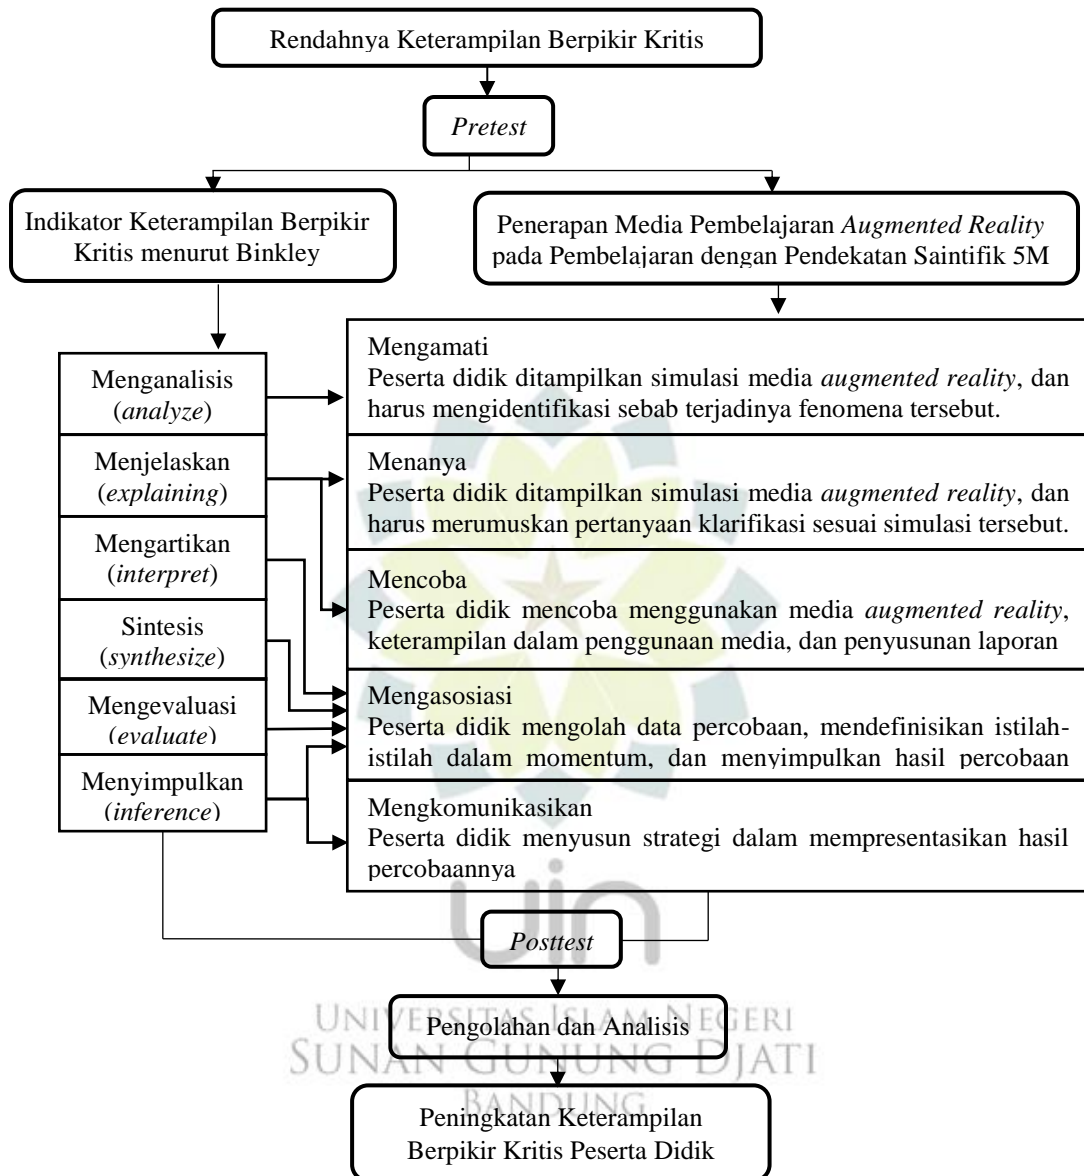 Rendahnya Keterampilan Berpikir Kritis
Pretest
Indikator Keterampilan Berpikir
Kritis menurut Binkley
Penerapan Media Pembelajaran Augmented Reality
pada Pembelajaran dengan Pendekatan Saintifik 5M
Menganalisis
(analyze)
Menjelaskan
(explaining)
Mengartikan
(interpret)
Sintesis
(synthesize)
Mengevaluasi
(evaluate)
Menyimpulkan
(inference)
Mengamati
Peserta didik ditampilkan simulasi media augmented reality, dan
harus mengidentifikasi sebab terjadinya fenomena tersebut.
Menanya
Peserta didik ditampilkan simulasi media augmented reality, dan
harus merumuskan pertanyaan klarifikasi sesuai simulasi tersebut.
Mencoba
Peserta didik mencoba menggunakan media augmented reality,
keterampilan dalam penggunaan media, dan penyusunan laporan
Mengasosiasi
Peserta didik mengolah data percobaan, mendefinisikan istilah-
istilah dalam momentum, dan menyimpulkan hasil percobaan
Mengkomunikasikan
Peserta didik menyusun strategi dalam mempresentasikan hasil
percobaannya
uin
Posttest
UNIVERSITAS ISLAM NEGERI
SUNAN GUNUNG DJATI
BANDUNG
Pengolahan dan Analisis
Peningkatan Keterampilan
Berpikir Kritis Peserta Didik